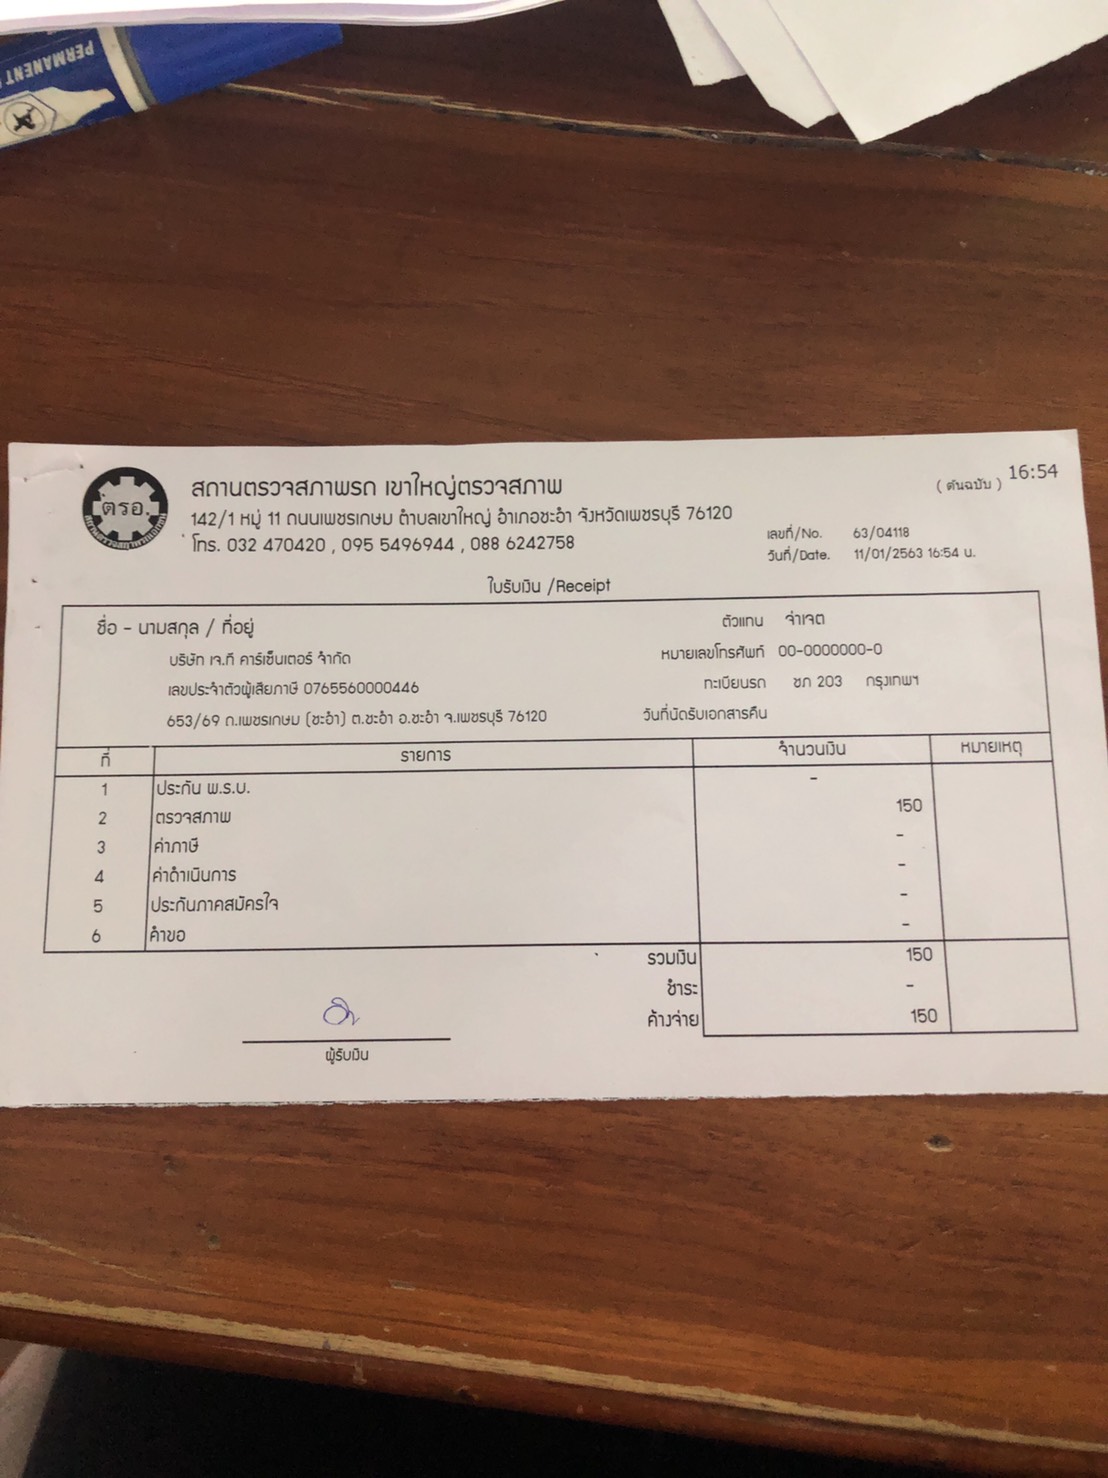 PERMANENT
ตรอ.
สถานตรวจสภาพรถ เขาใหญ่ตรวจสภาพ
( ต้นฉบับ ) 16:54
142/1 หมู่ 11 ถนนเพชรเกษม ตำบลเขาใหญ่ อำเภอชะอำ จังหวัดเพชรบุรี 76120
โทร. 032 470420 , 095 5496944 , 088 6242758
เลขที่/No. 63/04118
วันที่/Date. 11/01/2563 16:54 น.
ใบรับเงิน /Receipt
ชื่อ - นามสกุล / ที่อยู่
ตัวแทน จ่าเจต
บริษัท เจ.ที คาร์เซ็นเตอร์ จำกัด
หมายเลขโทรศัพท์ 00-0000000-0
เลขประจำตัวผู้เสียภาษี 0765560000446
ทะเบียนรถ ชภ 203 กรุงเทพฯ
653/69 ถ.เพชรเกษม (ชะอำ) ต.ชะอำ อ.ชะอำ จ.เพชรบุรี 76120
วันที่นัดรับเอกสารคืน
ที่ รายการ จำนวนเงิน หมายเหตุ
1 ประกัน พ.ร.บ. -
2 ตรวจสภาพ 150
3 ค่าภาษี -
4 ค่าดำเนินการ -
5 ประกันภาคสมัครใจ -
6 คำขอ -
รวมเงิน 150
ชำระ -
ค้างจ่าย 150
ผู้รับเงิน